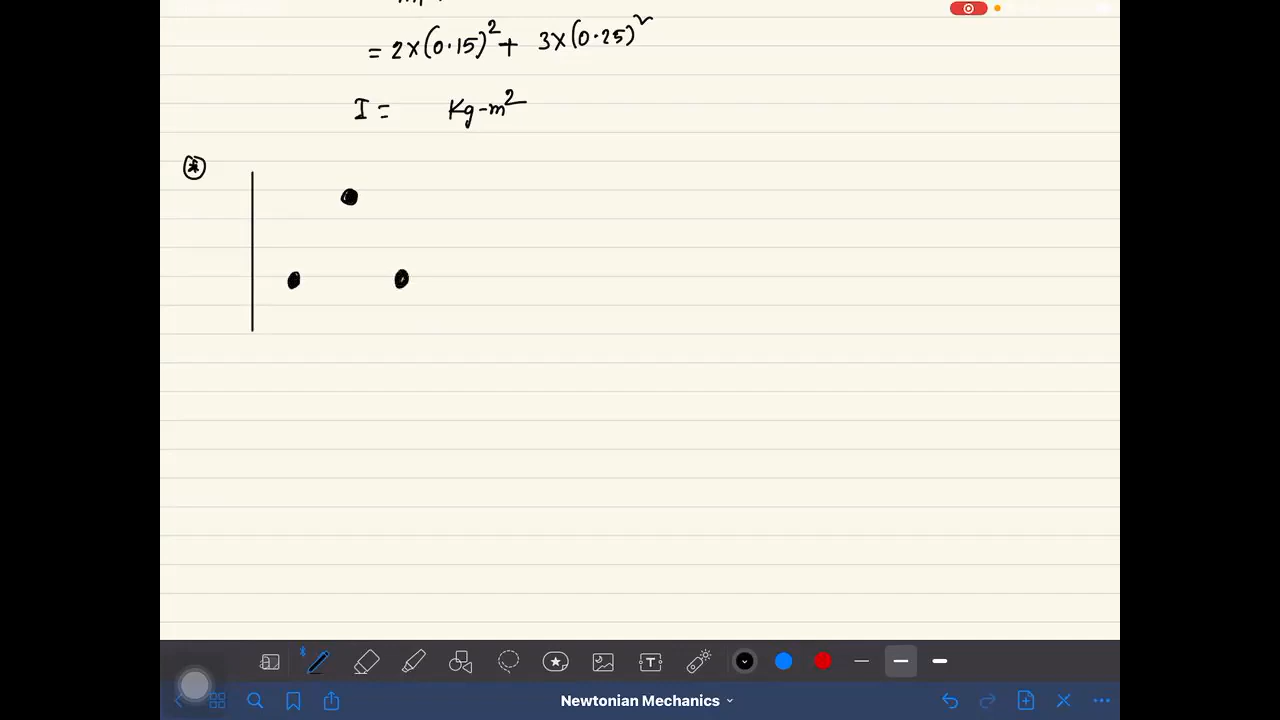 = 2×(0.15)² + 3×(0.25)²
I = Kg-m²
Newtonian Mechanics